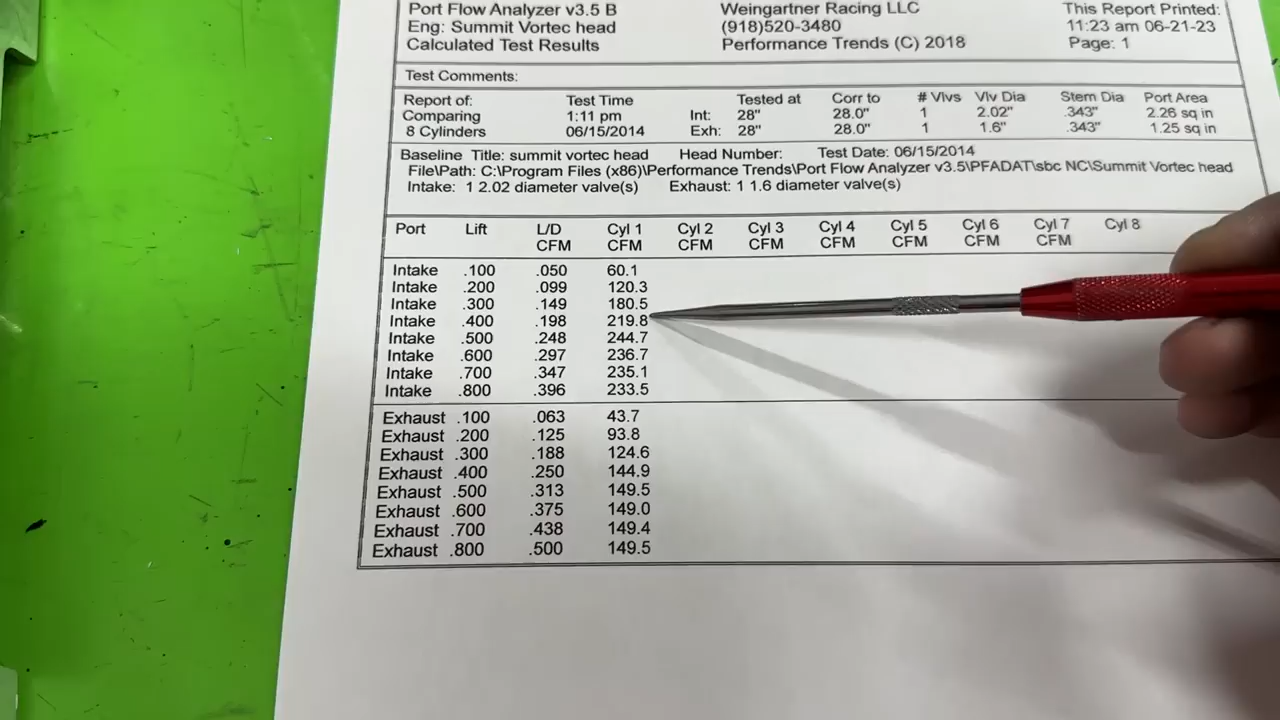 Port Flow Analyzer v3.5 B Weingartner Racing LLC This Report Printed:
Eng: Summit Vortec head (918)520-3480 11:23 am 06-21-23
Calculated Test Results Performance Trends (C) 2018 Page: 1
Test Comments:
Report of: Test Time Tested at Corr to # Vlvs Vlv Dia Stem Dia Port Area
Comparing 1:11 pm Int: 28" 28.0" 1 2.02" .343" 2.26 sq in
8 Cylinders 06/15/2014 Exh: 28" 28.0" 1 1.6" .343" 1.25 sq in
Baseline Title: summit vortec head Head Number: Test Date: 06/15/2014
File\Path: C:\Program Files (x86)\Performance Trends\Port Flow Analyzer v3.5\PFADAT\sbc NC\Summit Vortec head
Intake: 1 2.02 diameter valve(s) Exhaust: 1 1.6 diameter valve(s)
Port Lift L/D Cyl 1 Cyl 2 Cyl 3 Cyl 4 Cyl 5 Cyl 6 Cyl 7 Cyl 8
CFM CFM CFM CFM CFM CFM CFM CFM
Intake .100 .050 60.1
Intake .200 .099 120.3
Intake .300 .149 180.5
Intake .400 .198 219.8
Intake .500 .248 244.7
Intake .600 .297 236.7
Intake .700 .347 235.1
Intake .800 .396 233.5
Exhaust .100 .063 43.7
Exhaust .200 .125 93.8
Exhaust .300 .188 124.6
Exhaust .400 .250 144.9
Exhaust .500 .313 149.5
Exhaust .600 .375 149.0
Exhaust .700 .438 149.4
Exhaust .800 .500 149.5